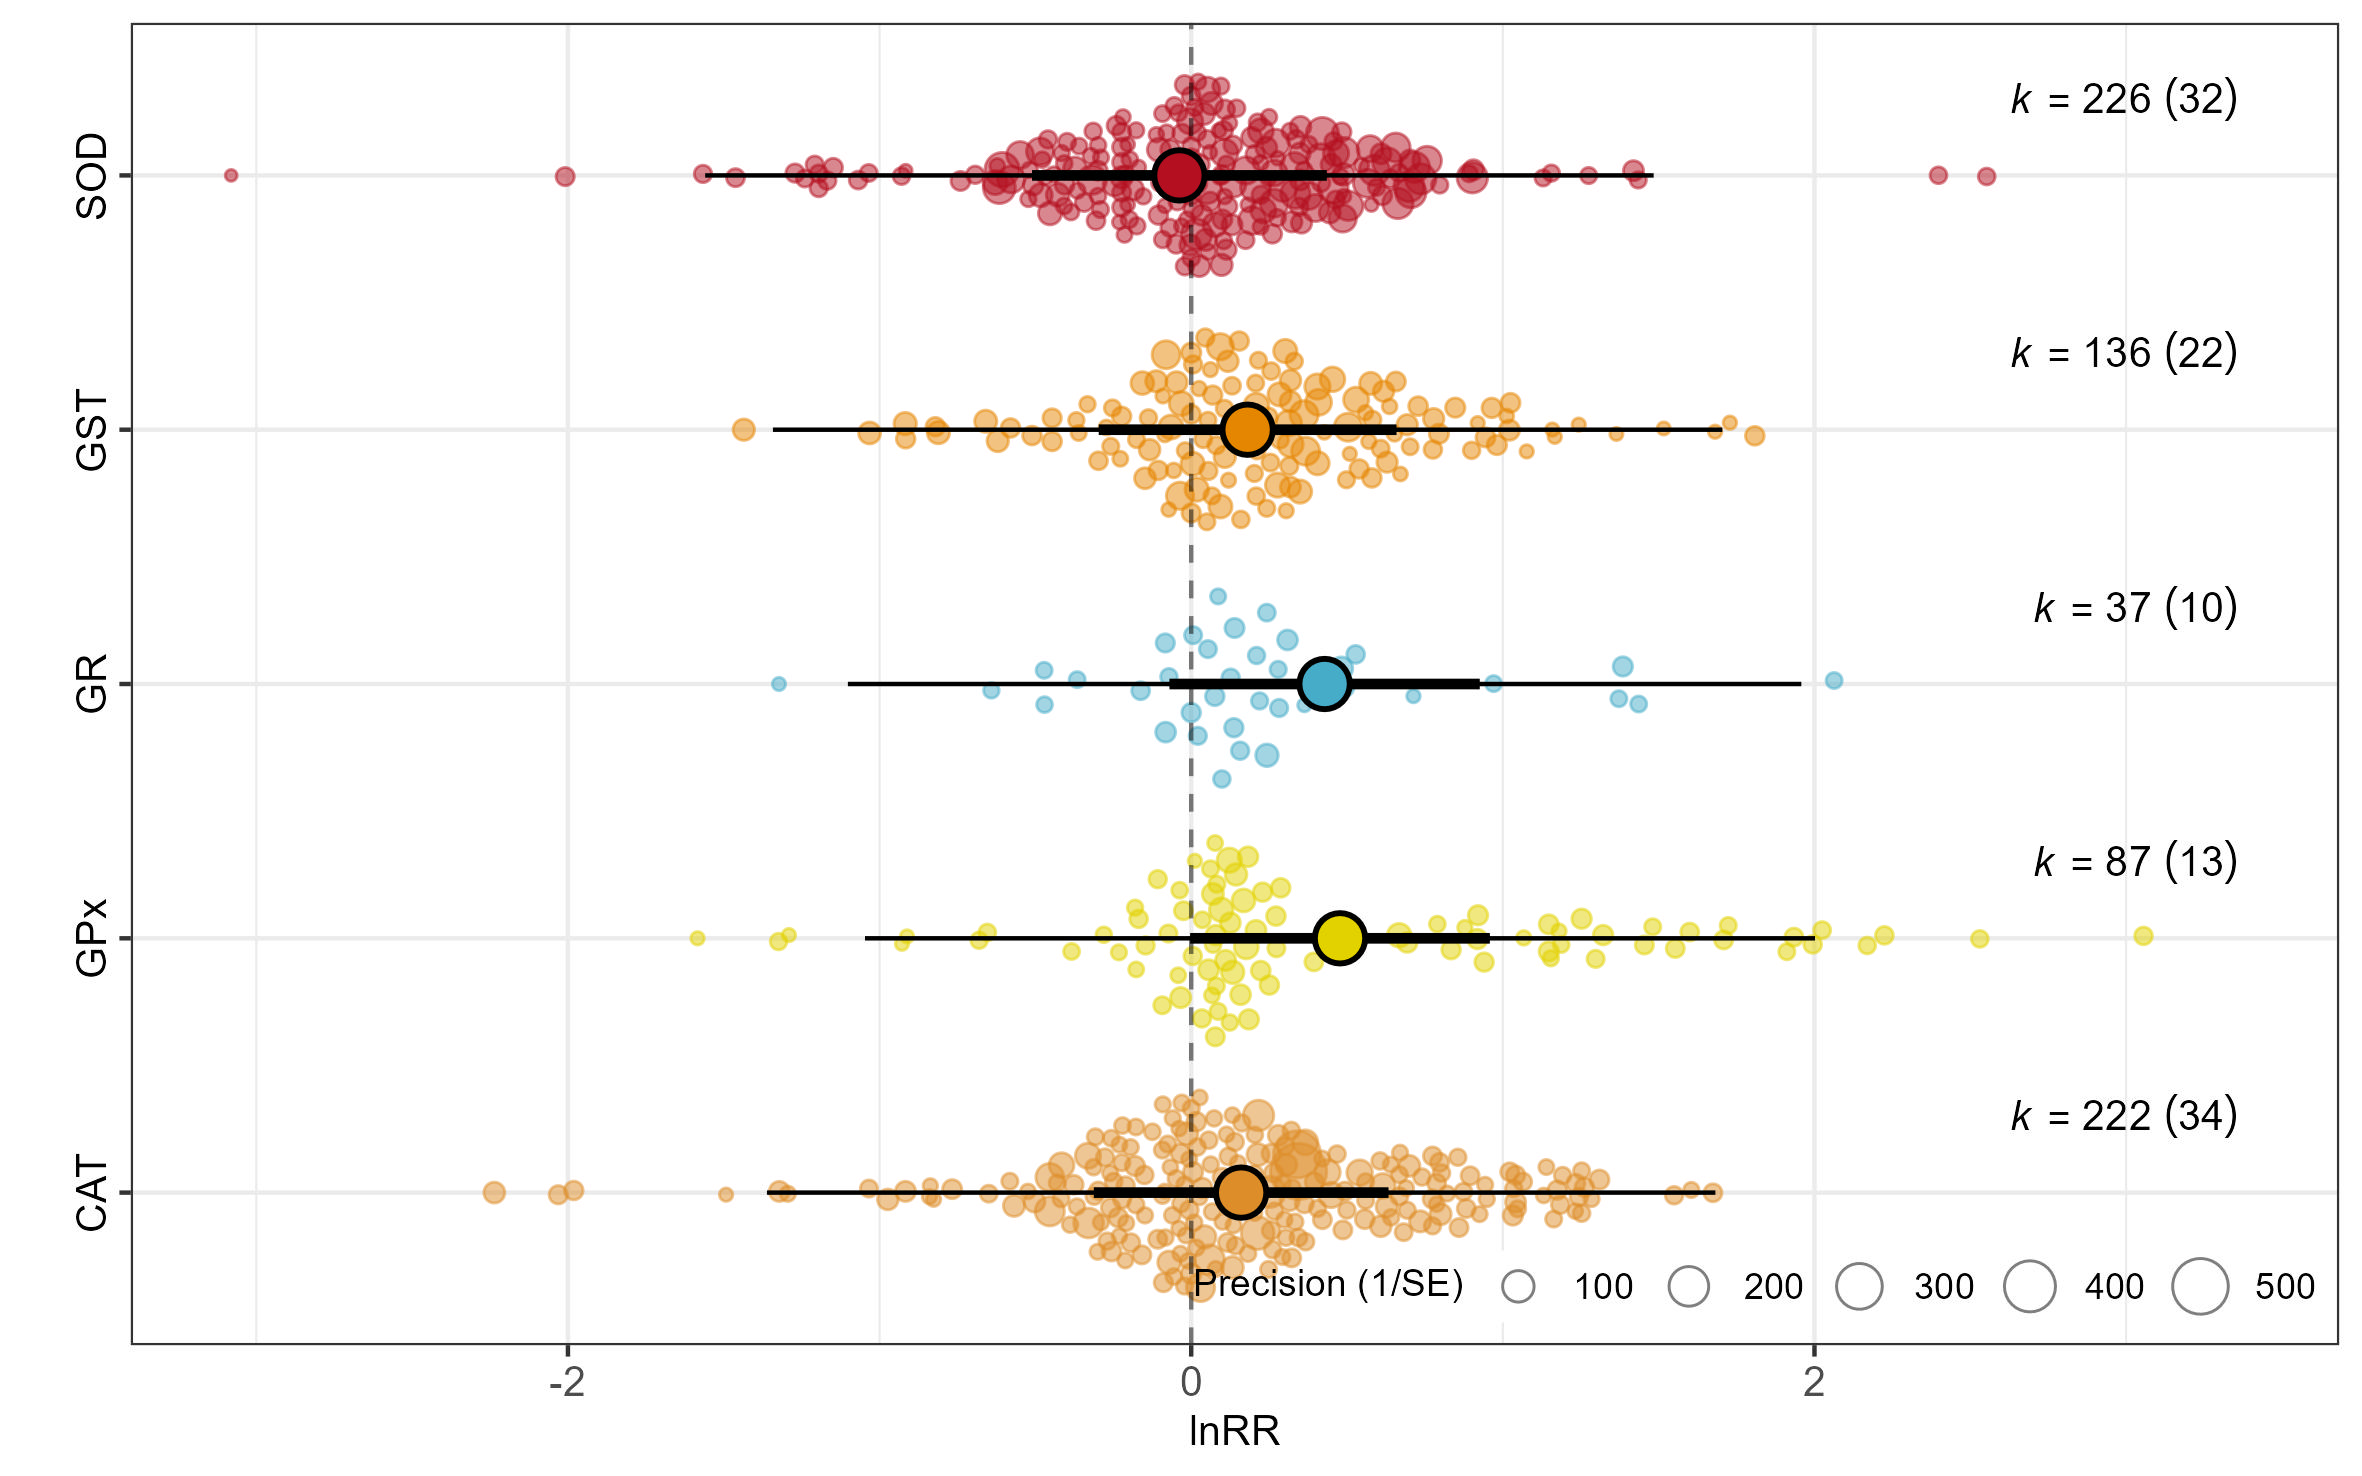 SOD
k = 226 (32)
GST
k = 136 (22)
GR
k = 37 (10)
GPx
k = 87 (13)
CAT
k = 222 (34)
Precision (1/SE) 100 200 300 400 500
-2 0 2
lnRR